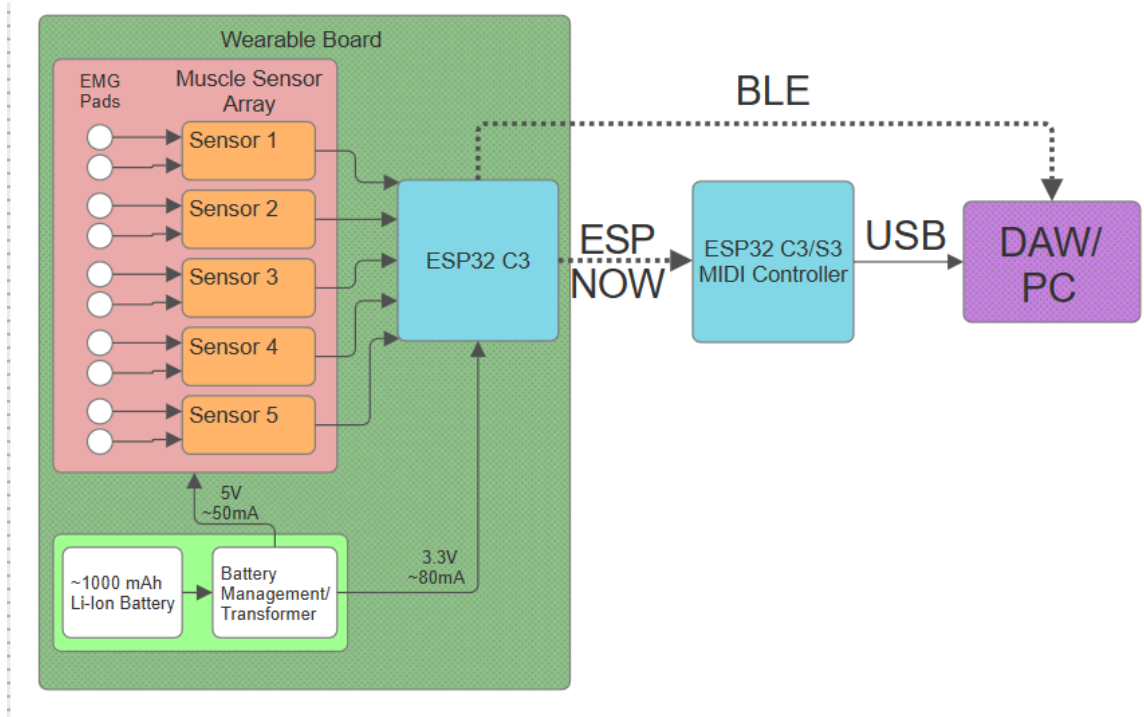 Wearable Board
EMG
Pads
Muscle Sensor
Array
Sensor 1
Sensor 2
Sensor 3
Sensor 4
Sensor 5
ESP32 C3
BLE
ESP
NOW
ESP32 C3/S3
MIDI Controller
USB
DAW/
PC
5V
~50mA
3.3V
~80mA
~1000 mAh
Li-Ion Battery
Battery
Management/
Transformer